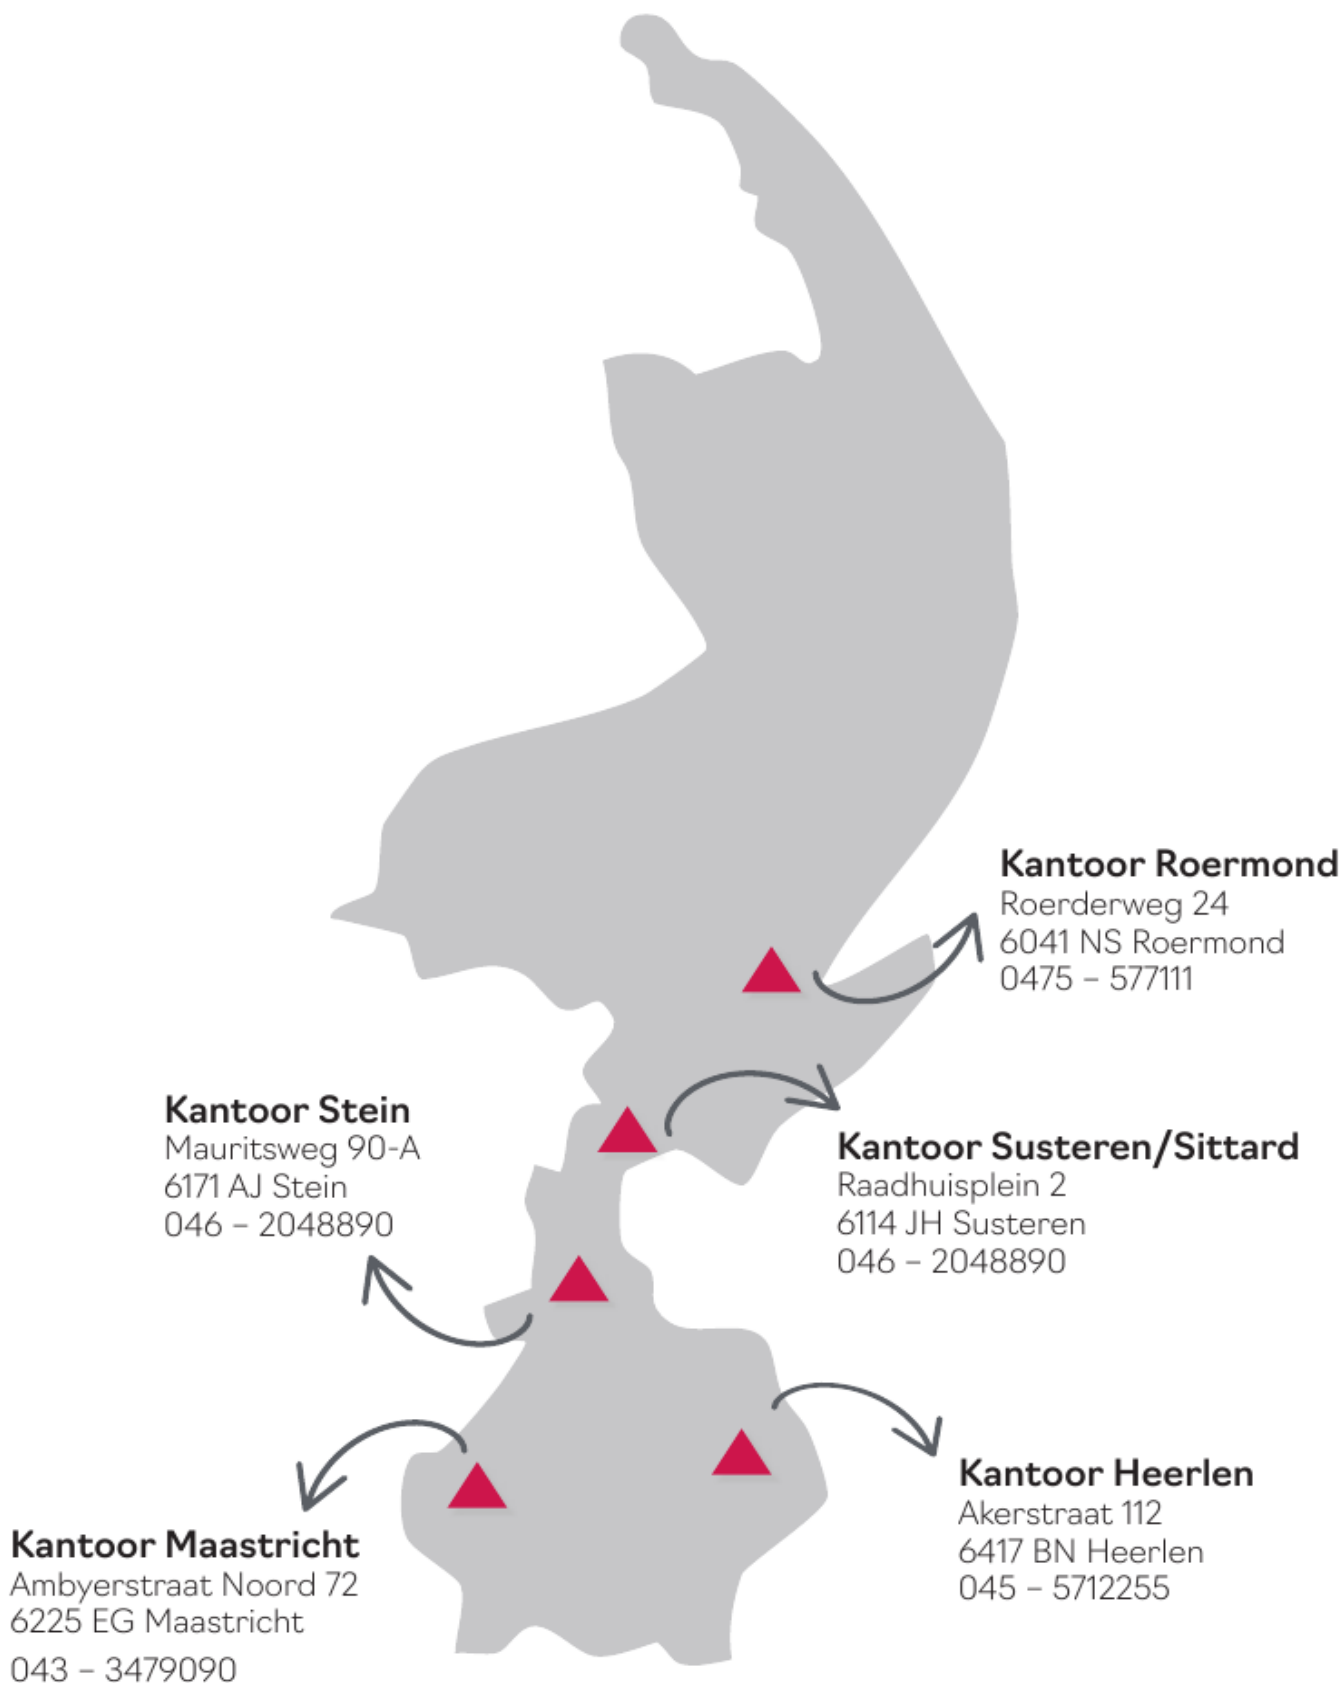 Kantoor Roermond
Roerderweg 24
6041 NS Roermond
0475 – 577111
Kantoor Stein
Mauritsweg 90-A
6171 AJ Stein
046 – 2048890
Kantoor Susteren/Sittard
Raadhuisplein 2
6114 JH Susteren
046 – 2048890
Kantoor Heerlen
Akerstraat 112
6417 BN Heerlen
045 – 5712255
Kantoor Maastricht
Ambyerstraat Noord 72
6225 EG Maastricht
043 – 3479090